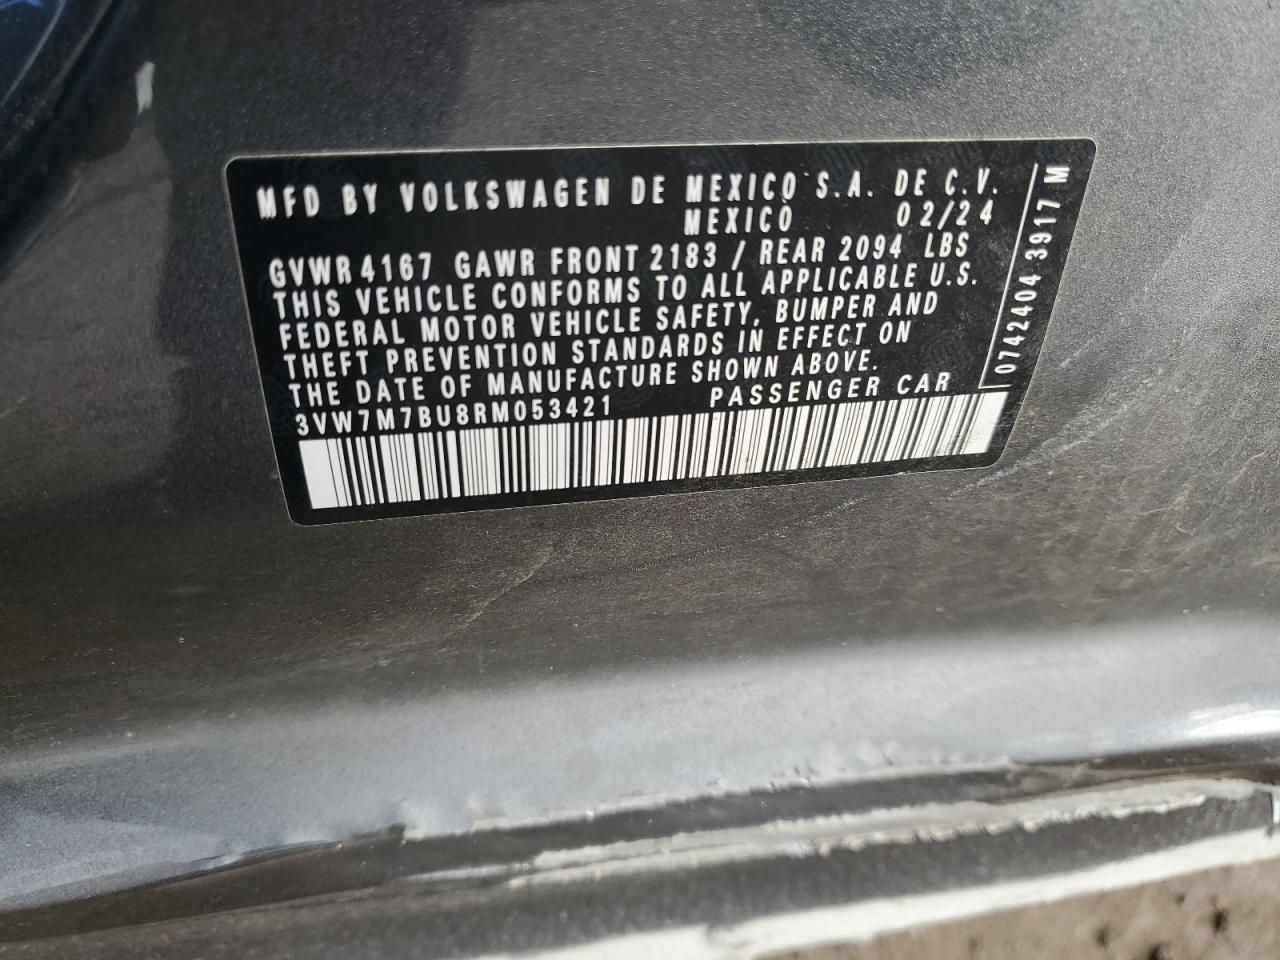 MFD BY VOLKSWAGEN DE MEXICO S.A. DE C.V.
MEXICO 02/24
GVWR 4167 GAWR FRONT 2183 / REAR 2094 LBS
THIS VEHICLE CONFORMS TO ALL APPLICABLE U.S.
FEDERAL MOTOR VEHICLE SAFETY, BUMPER AND
THEFT PREVENTION STANDARDS IN EFFECT ON
THE DATE OF MANUFACTURE SHOWN ABOVE.
3VW7M7BU8RM053421 PASSENGER CAR
0742404 3917 M